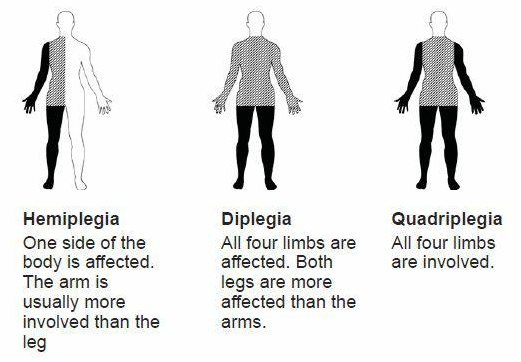 Hemiplegia
One side of the
body is affected.
The arm is
usually more
involved than the
leg
Diplegia
All four limbs are
affected. Both
legs are more
affected than the
arms.
Quadriplegia
All four limbs
are involved.